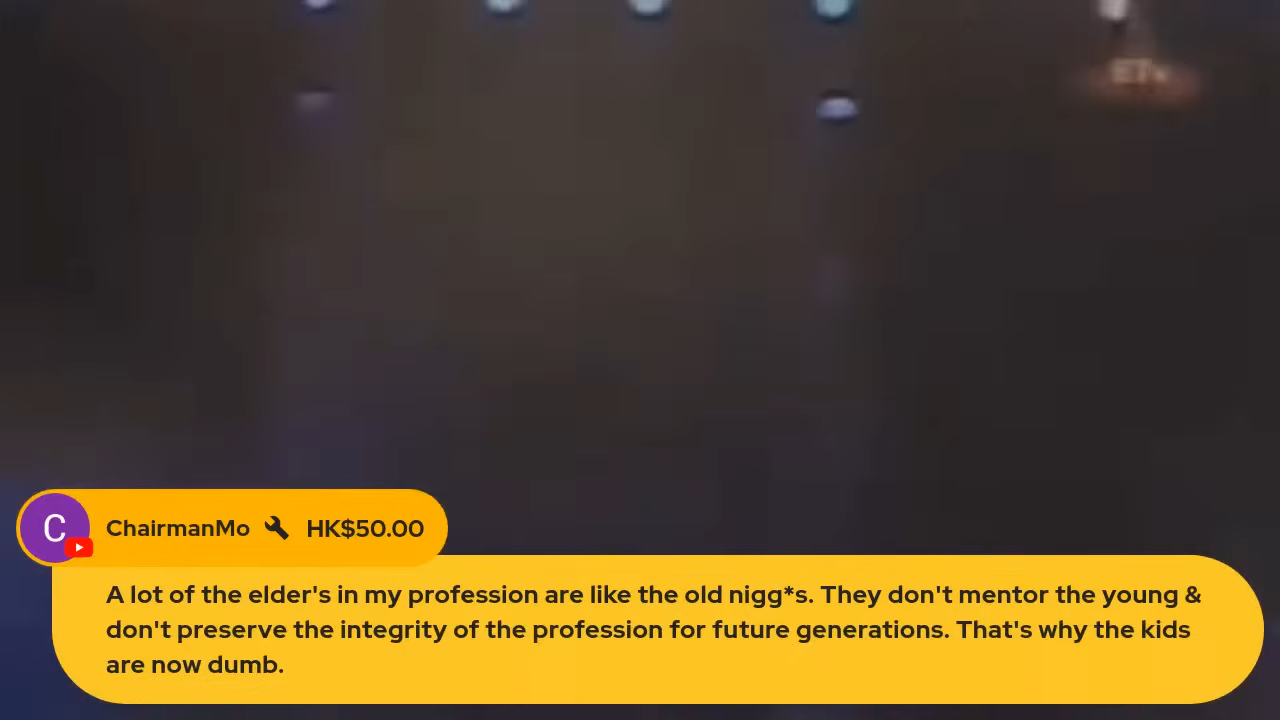 ChairmanMo HK$50.00
A lot of the elder's in my profession are like the old nigg*s. They don't mentor the young &
don't preserve the integrity of the profession for future generations. That's why the kids
are now dumb.